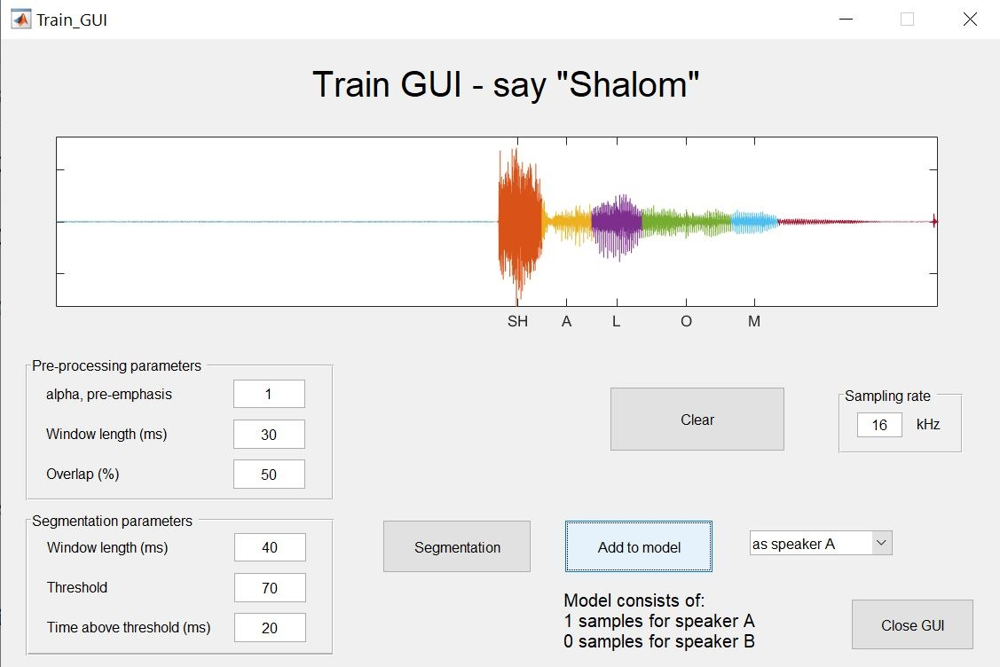 Train_GUI
Train GUI - say "Shalom"
SH A L O M
Pre-processing parameters
alpha, pre-emphasis 1
Window length (ms) 30
Overlap (%) 50
Clear
Sampling rate
16 kHz
Segmentation parameters
Window length (ms) 40
Threshold 70
Time above threshold (ms) 20
Segmentation
Add to model
as speaker A
Model consists of:
1 samples for speaker A
0 samples for speaker B
Close GUI